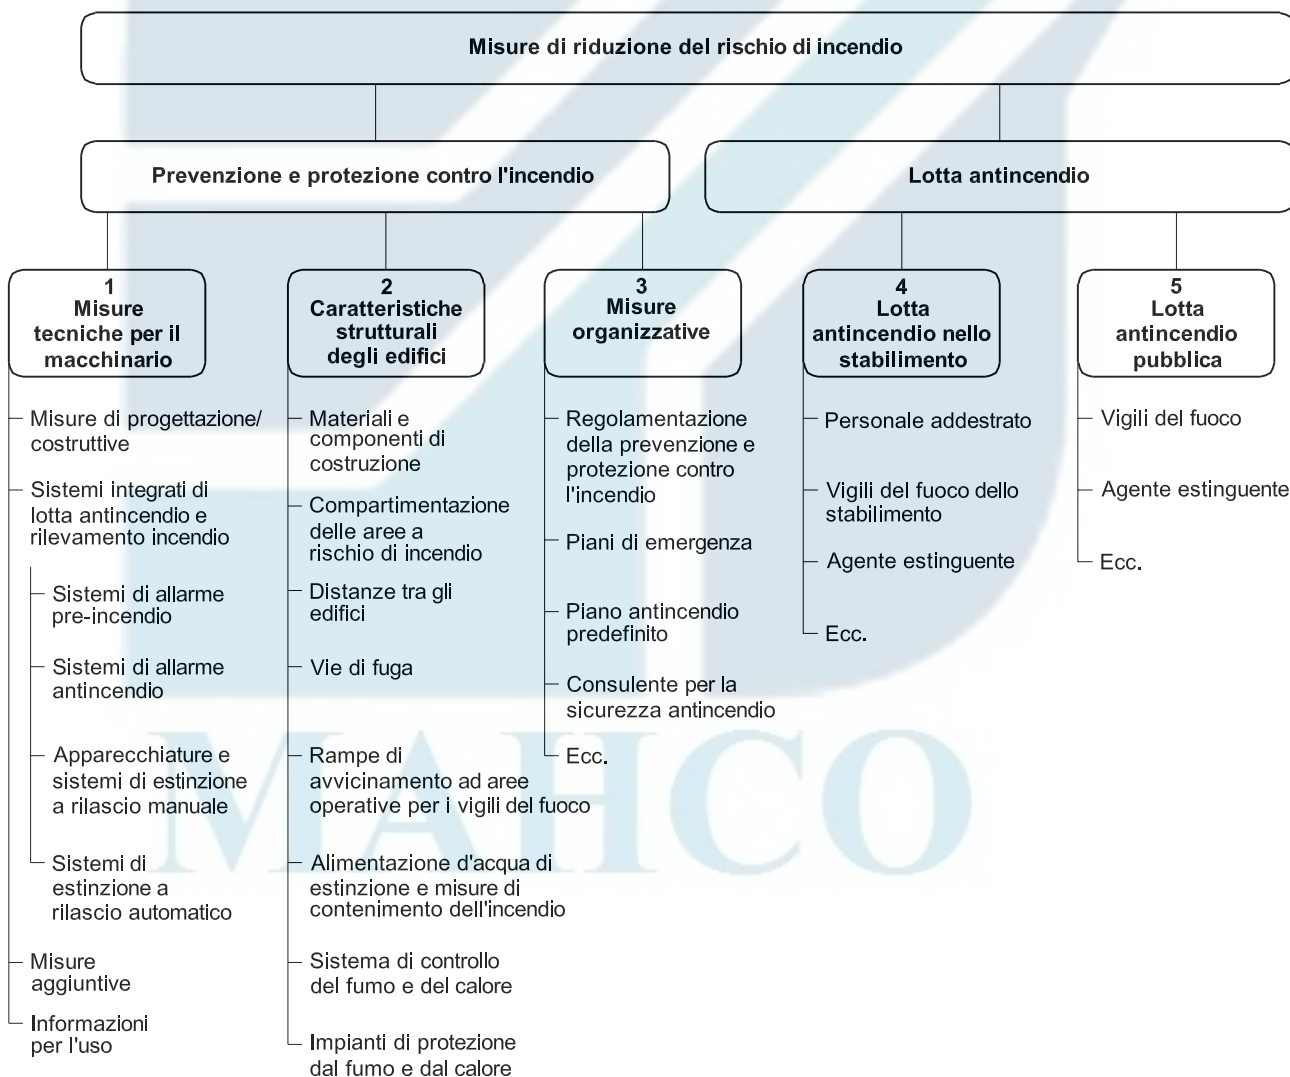 Misure di riduzione del rischio di incendio
Prevenzione e protezione contro l'incendio
Lotta antincendio
1
Misure
tecniche per il
macchinario
2
Caratteristiche
strutturali
degli edifici
3
Misure
organizzative
4
Lotta
antincendio nello
stabilimento
5
Lotta
antincendio
pubblica
Misure di progettazione/
costruttive
Sistemi integrati di
lotta antincendio e
rilevamento incendio
Sistemi di allarme
pre-incendio
Sistemi di allarme
antincendio
Apparecchiature e
sistemi di estinzione
a rilascio manuale
Sistemi di
estinzione a
rilascio automatico
Misure
aggiuntive
Informazioni
per l'uso
Materiali e
componenti di
costruzione
Compartimentazione
delle aree a
rischio di incendio
Distanze tra gli
edifici
Vie di fuga
Rampe di
avvicinamento ad aree
operative per i vigili del fuoco
Alimentazione d'acqua di
estinzione e misure di
contenimento dell'incendio
Sistema di controllo
del fumo e del calore
Impianti di protezione
dal fumo e dal calore
Regolamentazione
della prevenzione e
protezione contro
l'incendio
Piani di emergenza
Piano antincendio
predefinito
Consulente per la
sicurezza antincendio
Ecc.
Personale addestrato
Vigili del fuoco dello
stabilimento
Agente estinguente
Ecc.
Vigili del fuoco
Agente estinguente
Ecc.
MAHCO